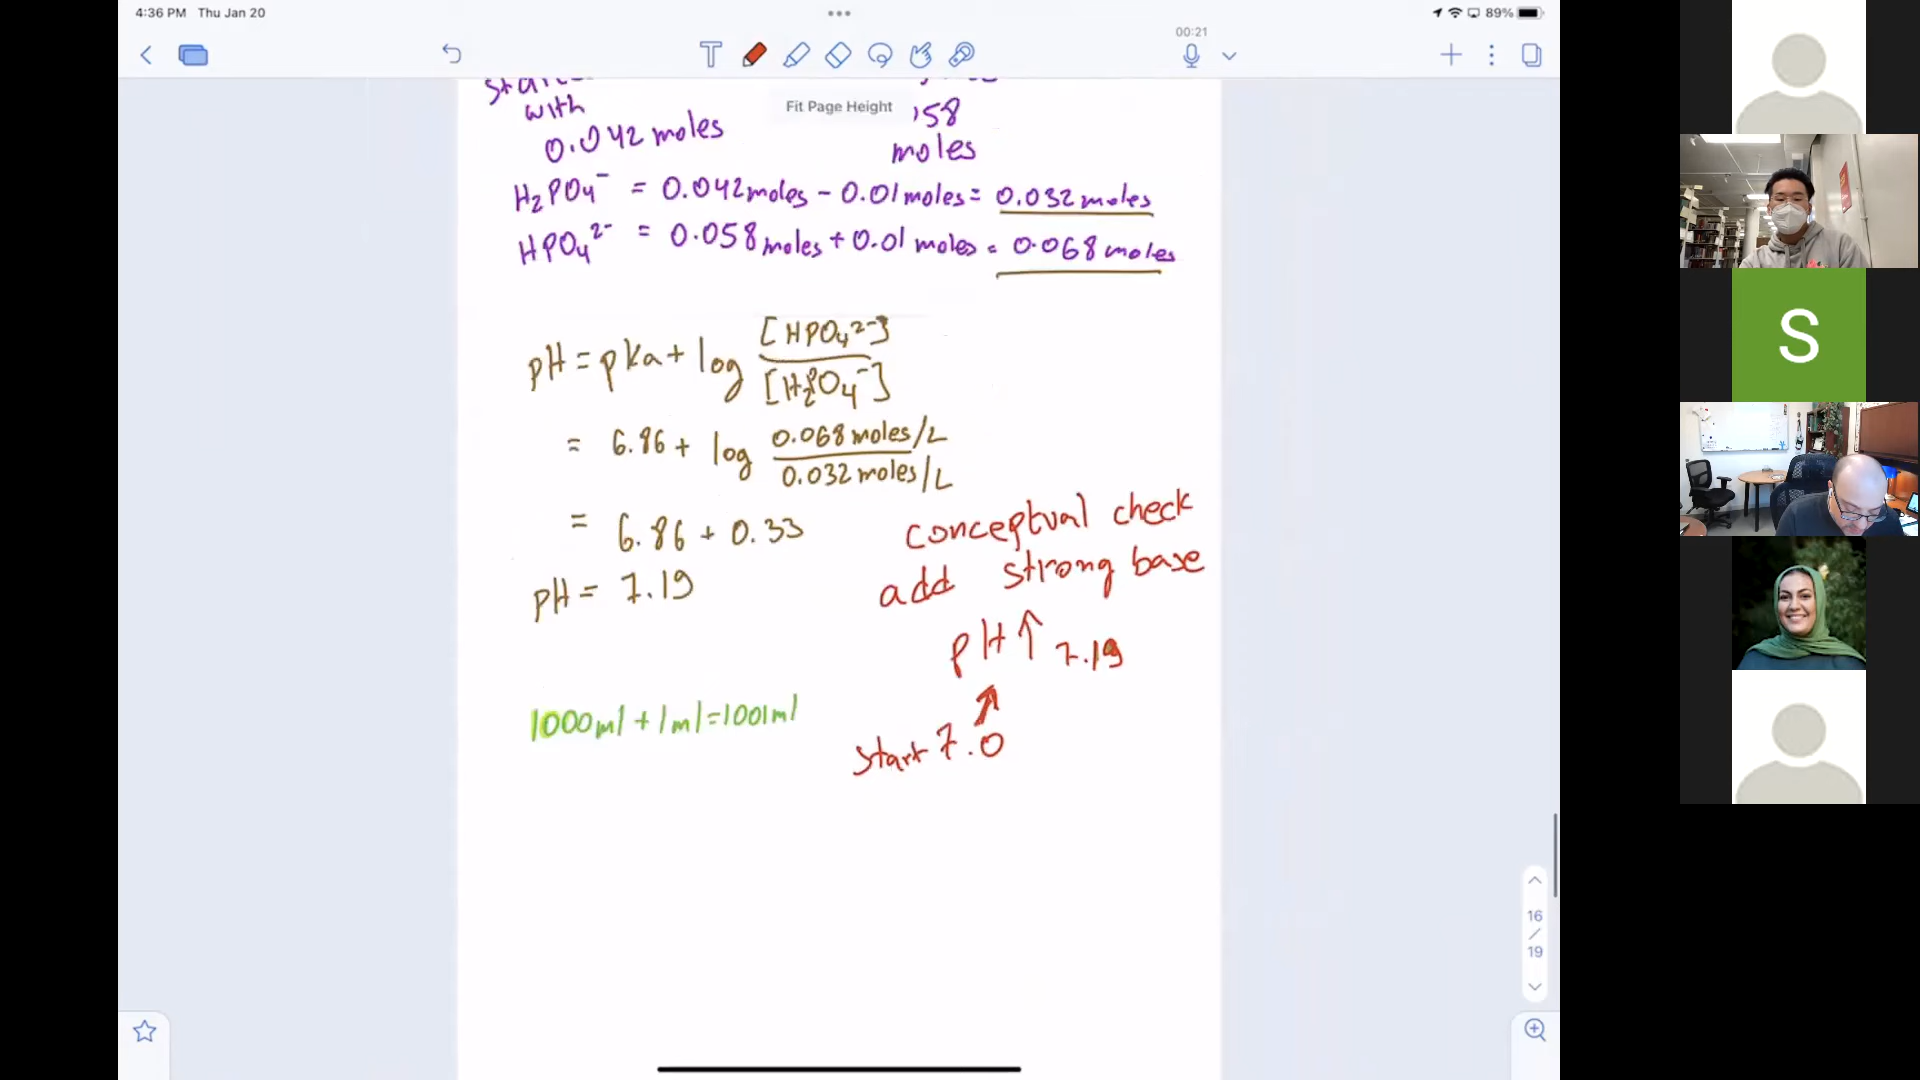 4:36 PM Thu Jan 20
89%
00:21
Fit Page Height
with
0.042 moles
58
moles
H₂PO₄⁻ = 0.042 moles - 0.01 moles = 0.032 moles
HPO₄²⁻ = 0.058 moles + 0.01 moles = 0.068 moles
pH = pka + log [HPO₄²⁻] / [H₂PO₄⁻]
= 6.86 + log 0.068 moles/L / 0.032 moles/L
= 6.86 + 0.33
pH = 7.19
conceptual check
add strong base
pH ↑ 7.19
start 7.0
1000ml + 1ml = 1001ml
16
/
19
S